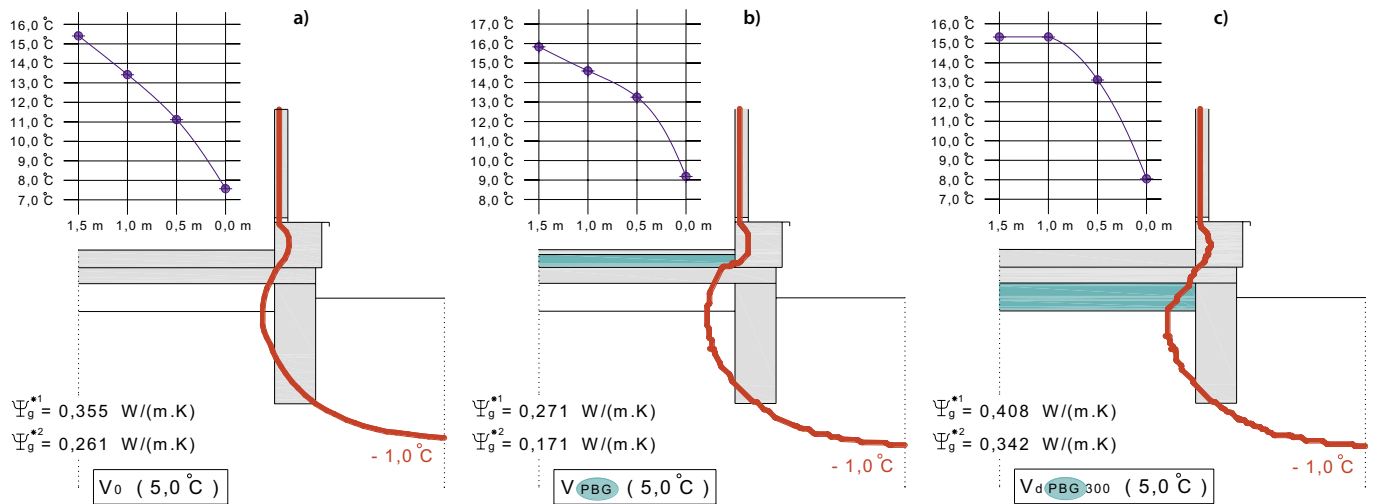 a)
16,0 °C
15,0 °C
14,0 °C
13,0 °C
12,0 °C
11,0 °C
10,0 °C
9,0 °C
8,0 °C
7,0 °C
1,5 m 1,0 m 0,5 m 0,0 m
Ψg*1 = 0,355 W/(m.K)
Ψg*2 = 0,261 W/(m.K)
- 1,0 °C
V0 ( 5,0 °C )
b)
17,0 °C
16,0 °C
15,0 °C
14,0 °C
13,0 °C
12,0 °C
11,0 °C
10,0 °C
9,0 °C
8,0 °C
1,5 m 1,0 m 0,5 m 0,0 m
Ψg*1 = 0,271 W/(m.K)
Ψg*2 = 0,171 W/(m.K)
- 1,0 °C
V PBG ( 5,0 °C )
c)
16,0 °C
15,0 °C
14,0 °C
13,0 °C
12,0 °C
11,0 °C
10,0 °C
9,0 °C
8,0 °C
7,0 °C
1,5 m 1,0 m 0,5 m 0,0 m
Ψg*1 = 0,408 W/(m.K)
Ψg*2 = 0,342 W/(m.K)
- 1,0 °C
Vd PBG 300 ( 5,0 °C )